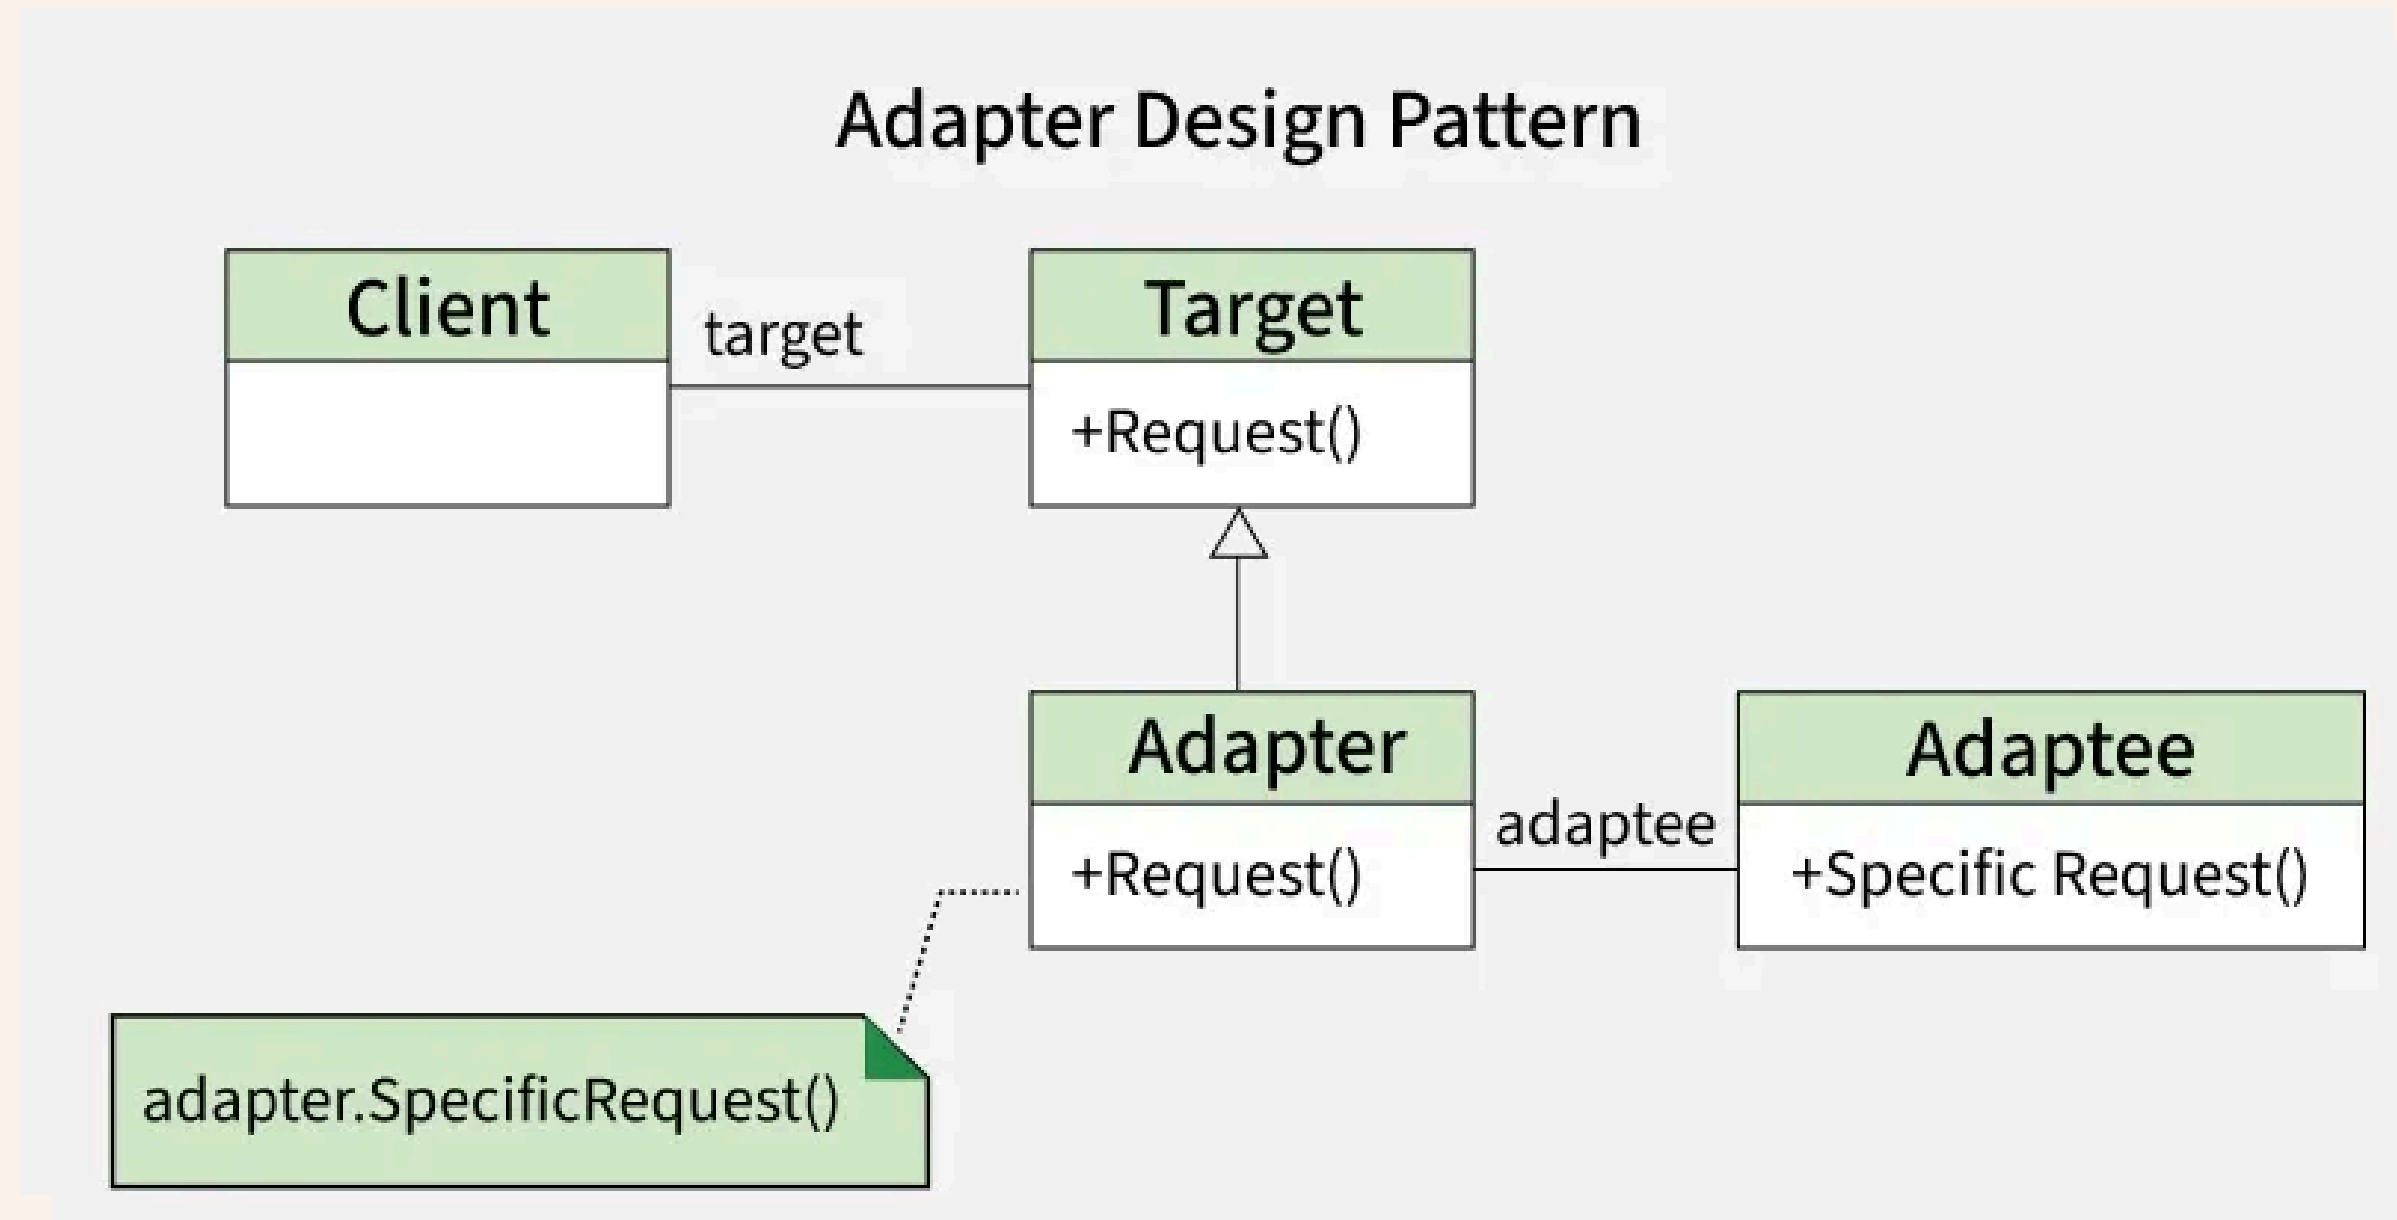 Adapter Design Pattern
Client
target
Target
+Request()
Adapter
+Request()
adaptee
Adaptee
+Specific Request()
adapter.SpecificRequest()